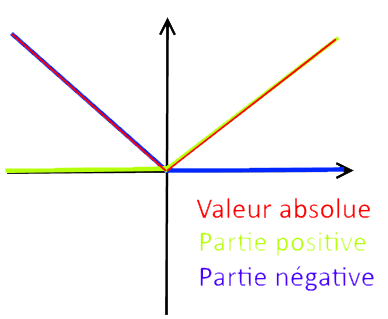 Valeur absolue
Partie positive
Partie négative